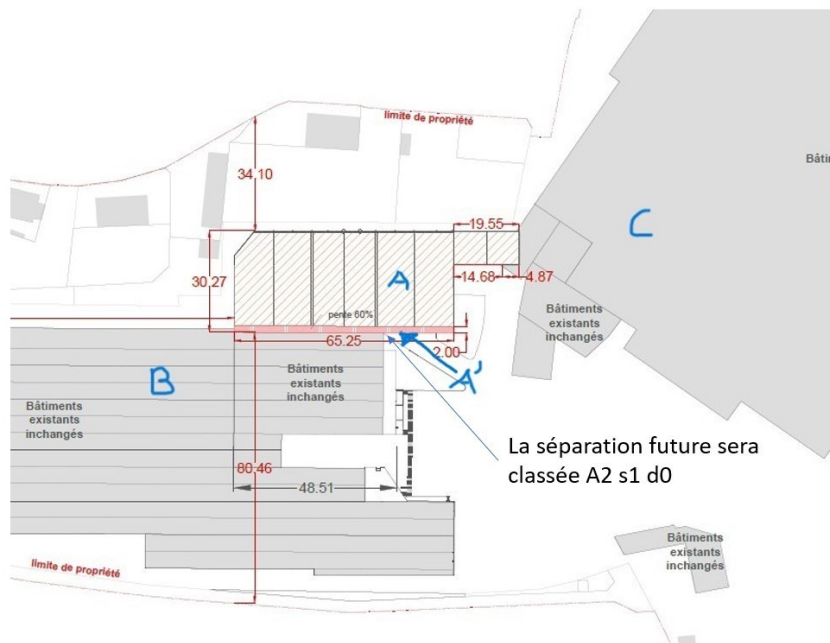 limite de propriété
34,10
19.55
C
Bâtim
30.27
A
14.68
4.87
pente 60%
Bâtiments
existants
inchangés
65.25
2.00
B
Bâtiments
existants
inchangés
A'
Bâtiments
existants
inchangés
La séparation future sera
classée A2 s1 d0
80.46
48.51
Bâtiments
existants
inchangés
limite de propriété